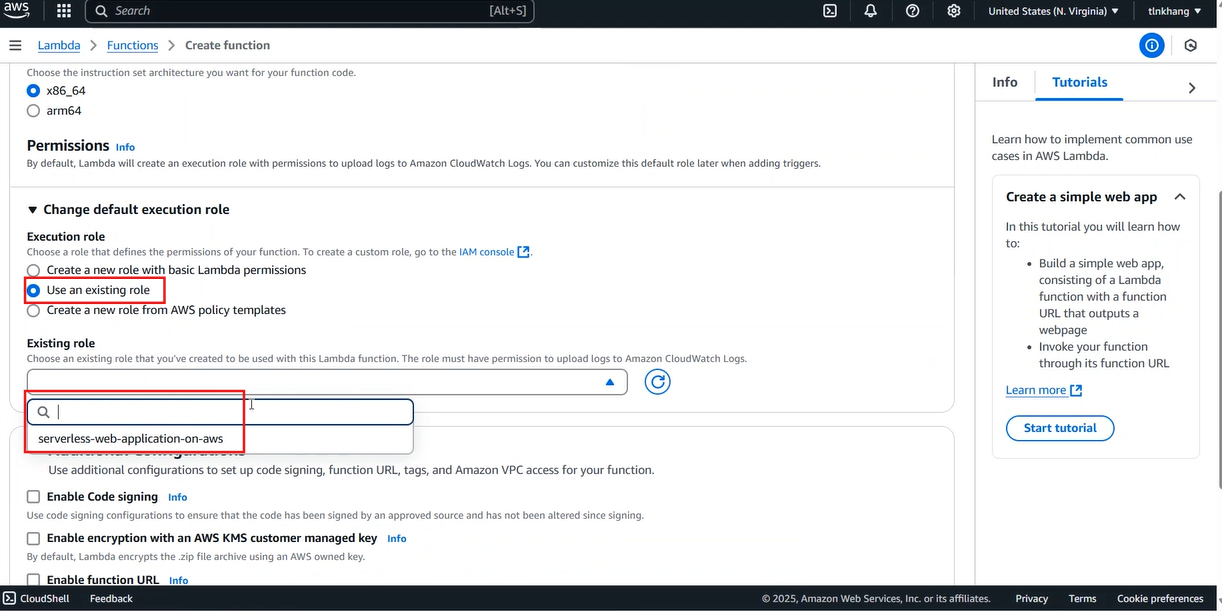 aws
Search
[Alt+S]
United States (N. Virginia)
tlnkhang
Lambda
Functions
Create function
Choose the instruction set architecture you want for your function code.
x86_64
arm64
Permissions Info
By default, Lambda will create an execution role with permissions to upload logs to Amazon CloudWatch Logs. You can customize this default role later when adding triggers.
Change default execution role
Execution role
Choose a role that defines the permissions of your function. To create a custom role, go to the IAM console.
Create a new role with basic Lambda permissions
Use an existing role
Create a new role from AWS policy templates
Existing role
Choose an existing role that you've created to be used with this Lambda function. The role must have permission to upload logs to Amazon CloudWatch Logs.
serverless-web-application-on-aws
Use additional configurations to set up code signing, function URL, tags, and Amazon VPC access for your function.
Enable Code signing Info
Use code signing configurations to ensure that the code has been signed by an approved source and has not been altered since signing.
Enable encryption with an AWS KMS customer managed key Info
By default, Lambda encrypts the .zip file archive using an AWS owned key.
Enable function URL Info
Info
Tutorials
Learn how to implement common use
cases in AWS Lambda.
Create a simple web app
In this tutorial you will learn how
to:
• Build a simple web app,
consisting of a Lambda
function with a function
URL that outputs a
webpage
• Invoke your function
through its function URL
Learn more
Start tutorial
CloudShell
Feedback
© 2025, Amazon Web Services, Inc. or its affiliates.
Privacy
Terms
Cookie preferences